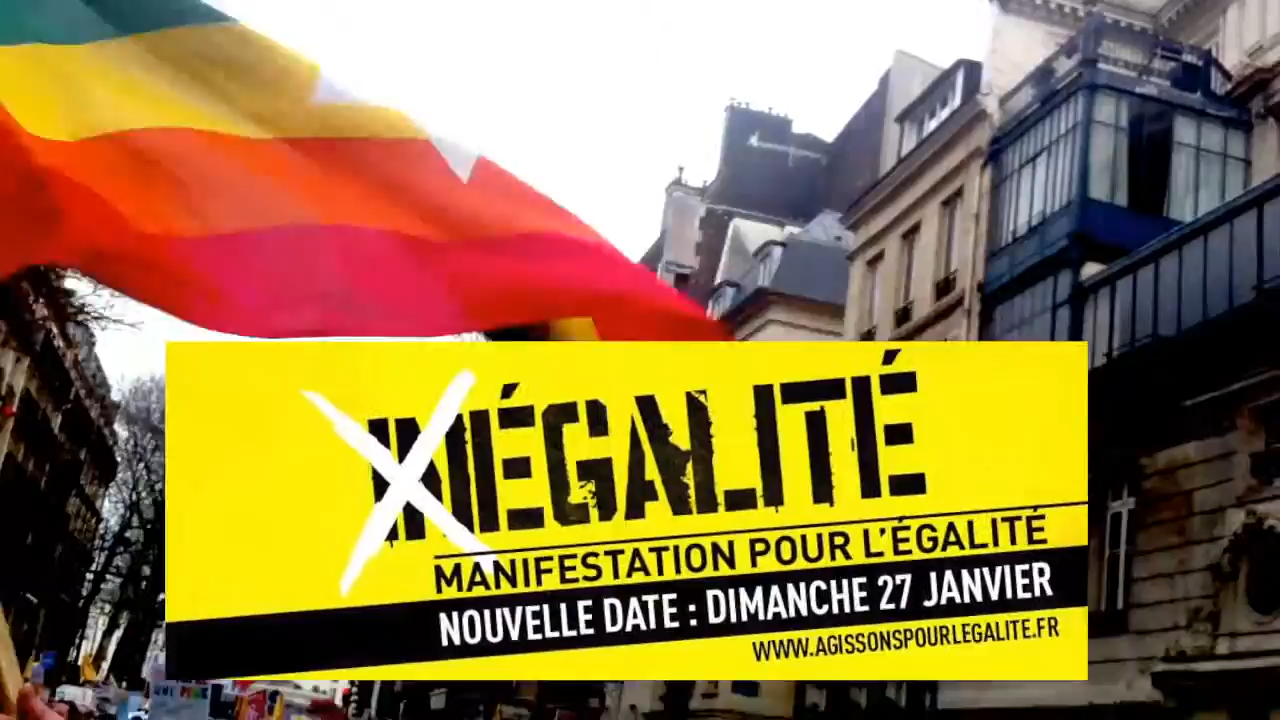 INÉGALITÉ
MANIFESTATION POUR L'ÉGALITÉ
NOUVELLE DATE : DIMANCHE 27 JANVIER
WWW.AGISSONSPOURLEGALITE.FR